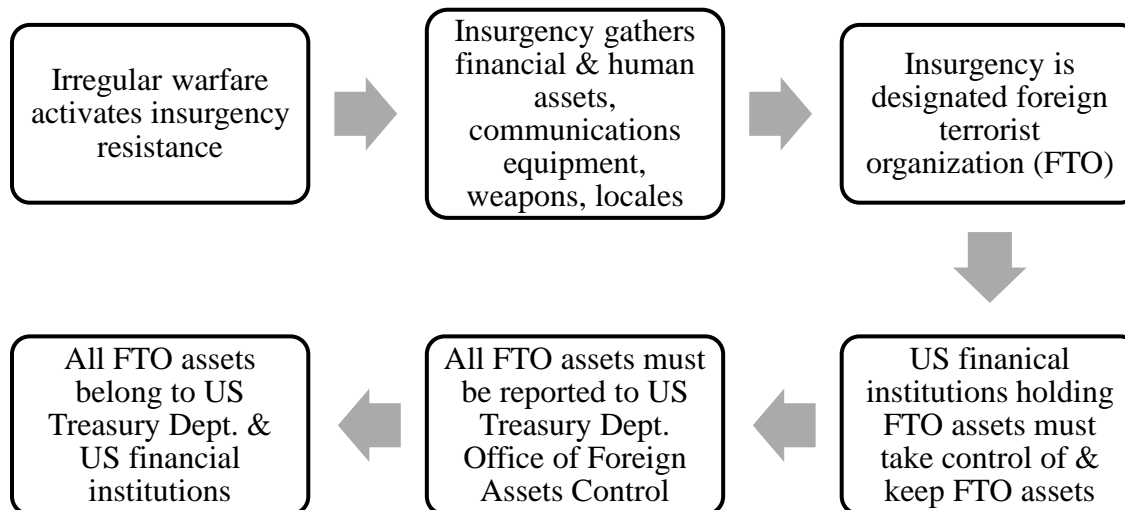 Irregular warfare
activates insurgency
resistance
Insurgency gathers
financial & human
assets,
communications
equipment,
weapons, locales
Insurgency is
designated foreign
terrorist
organization (FTO)
US finanical
institutions holding
FTO assets must
take control of &
keep FTO assets
All FTO assets must
be reported to US
Treasury Dept.
Office of Foreign
Assets Control
All FTO assets
belong to US
Treasury Dept. &
US financial
institutions